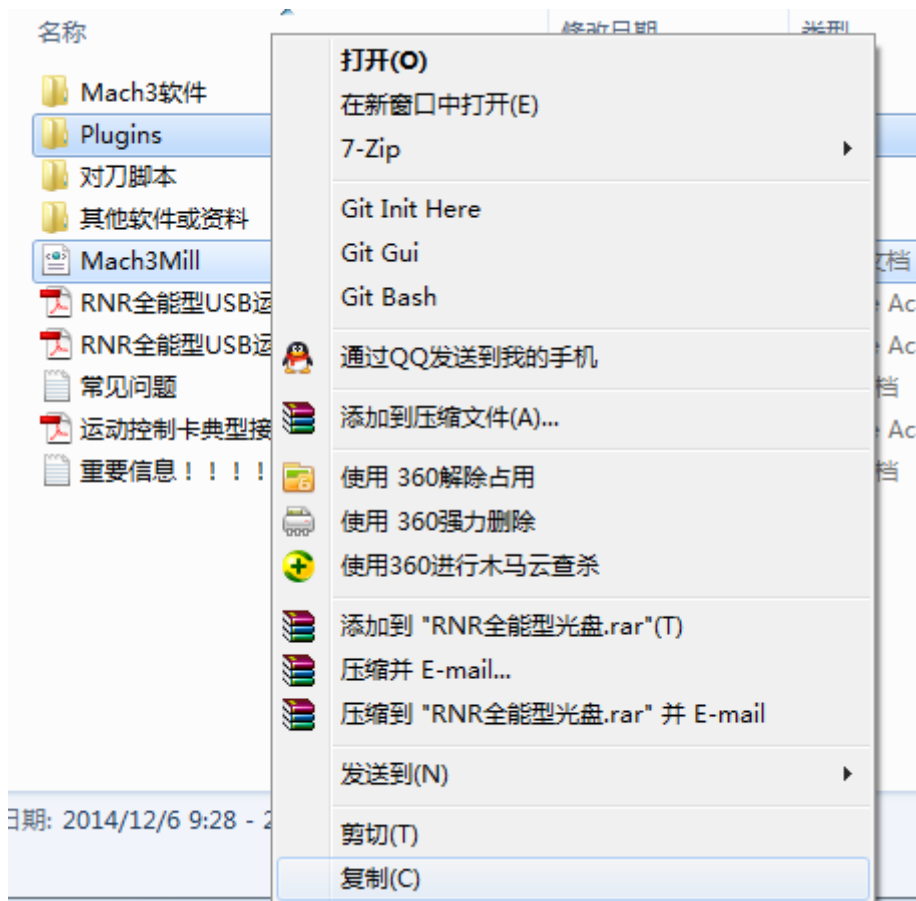 名称 修改日期 类型
Mach3软件
Plugins
对刀脚本
其他软件或资料
Mach3Mill 文档
RNR全能型USB运 Ac
RNR全能型USB运 Ac
常见问题 档
运动控制卡典型接 Ac
重要信息！！！！ 档
日期: 2014/12/6 9:28 - 2
打开(O)
在新窗口中打开(E)
7-Zip
Git Init Here
Git Gui
Git Bash
通过QQ发送到我的手机
添加到压缩文件(A)...
使用 360解除占用
使用 360强力删除
使用360进行木马云查杀
添加到 "RNR全能型光盘.rar"(T)
压缩并 E-mail...
压缩到 "RNR全能型光盘.rar" 并 E-mail
发送到(N)
剪切(T)
复制(C)